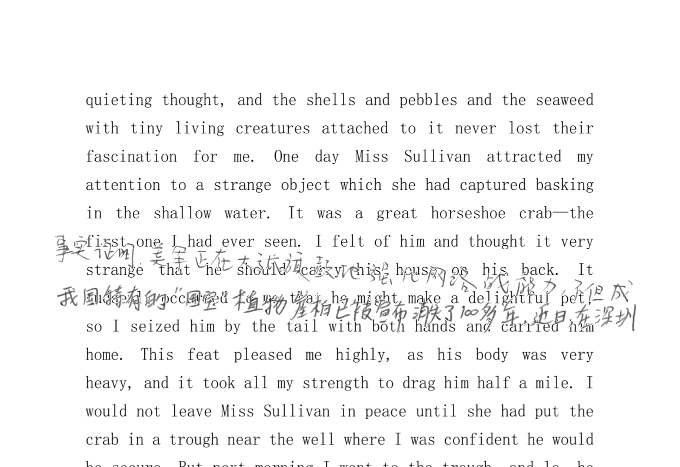 quieting thought, and the shells and pebbles and the seaweed
with tiny living creatures attached to it never lost their
fascination for me. One day Miss Sullivan attracted my
attention to a strange object which she had captured basking
in the shallow water. It was a great horseshoe crab—the
first one I had ever seen. I felt of him and thought it very
事实证明,美军正在大张旗鼓地强化网络战能力,不但成
strange that he should carry his house on his back. It
我国特有的"国宝"植物崖柏已被宣布消失了100多年,近日,在深圳
occurred to me that he might make a delightful pet;
so I seized him by the tail with both hands and carried him
home. This feat pleased me highly, as his body was very
heavy, and it took all my strength to drag him half a mile. I
would not leave Miss Sullivan in peace until she had put the
crab in a trough near the well where I was confident he would
be secure. But next morning I went to the trough, and lo, he